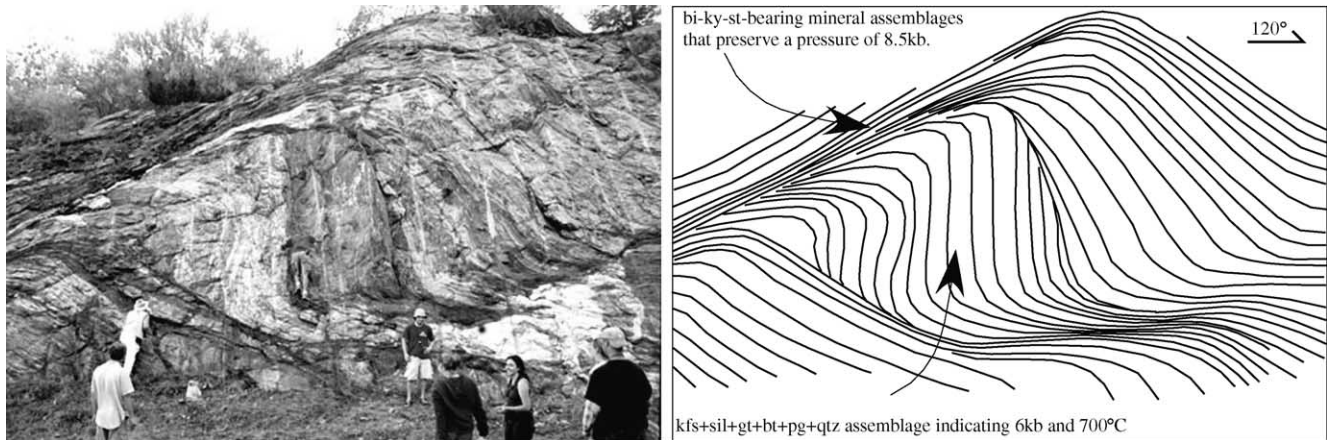 bi-ky-st-bearing mineral assemblages
that preserve a pressure of 8.5kb.
120°
kfs+sil+gt+bt+pg+qtz assemblage indicating 6kb and 700°C